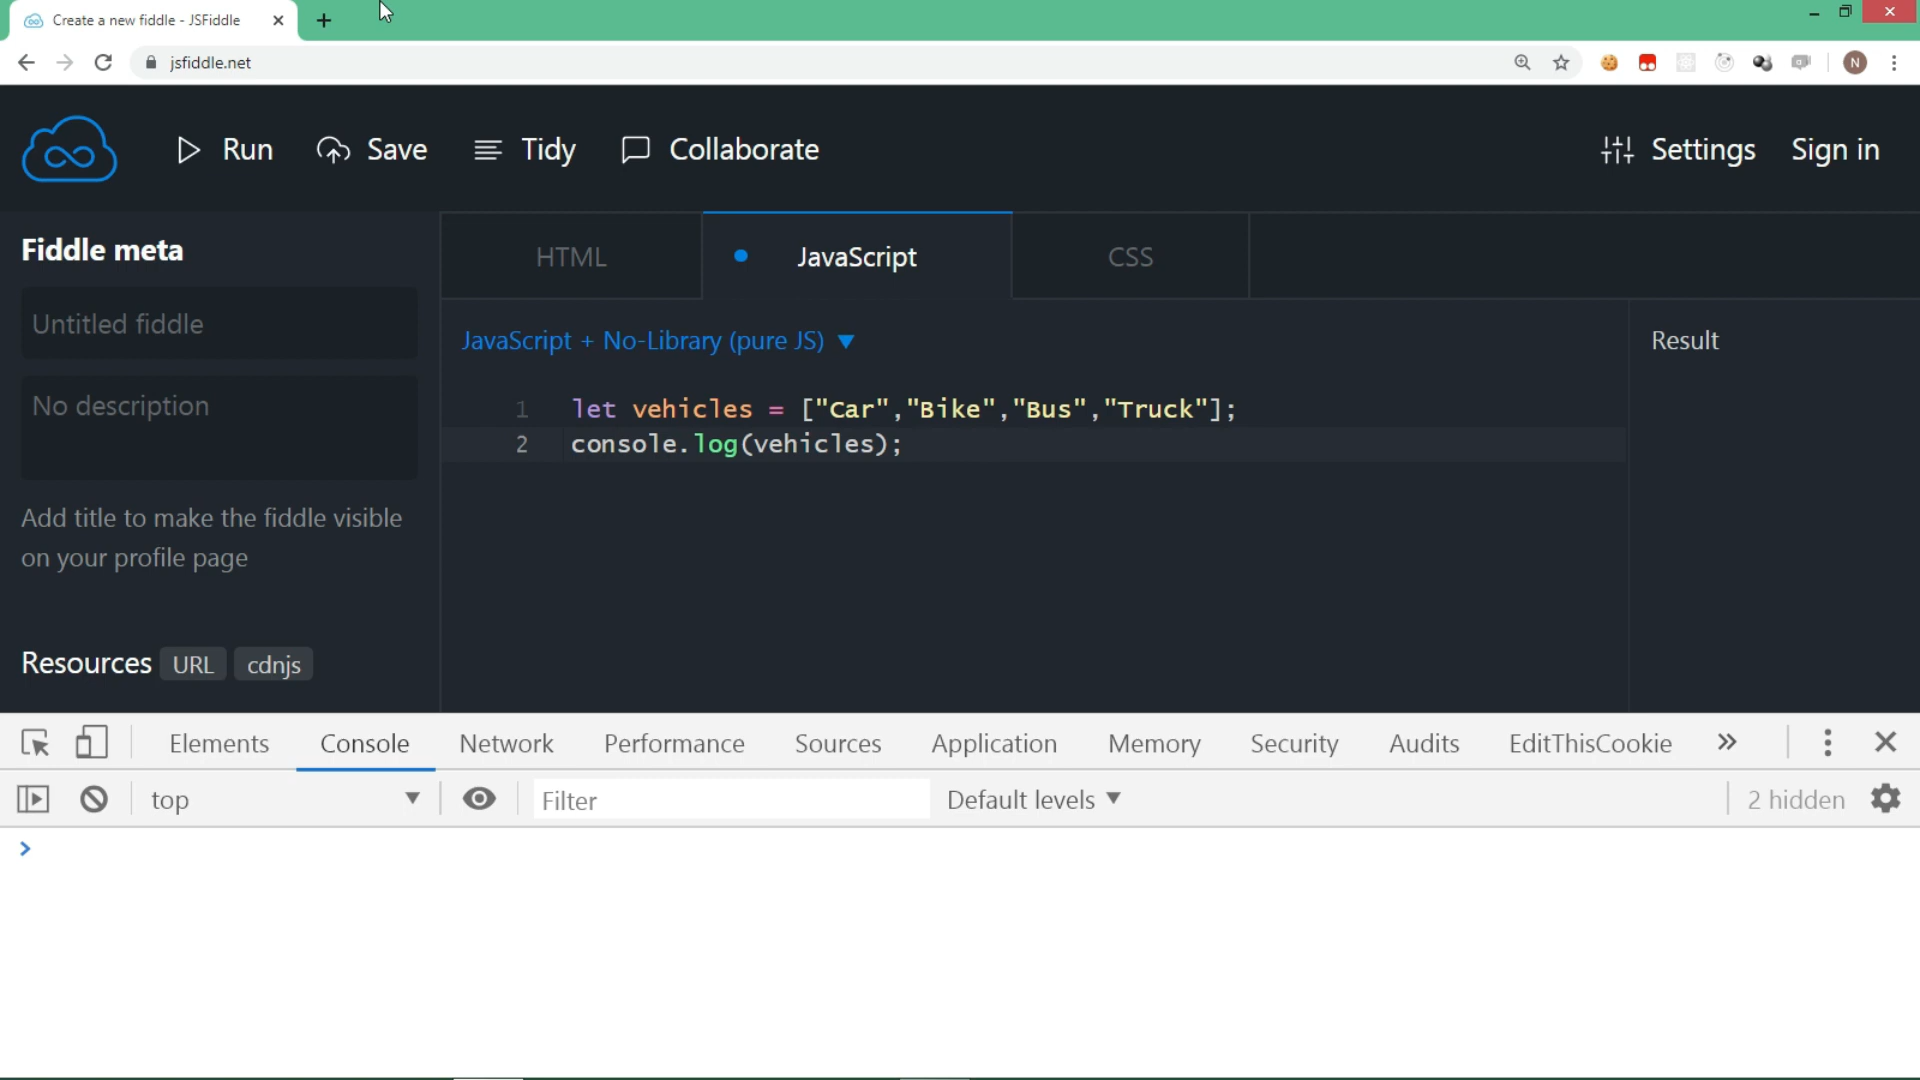 Create a new fiddle - JSFiddle
jsfiddle.net
N
Run Save Tidy Collaborate Settings Sign in
Fiddle meta
Untitled fiddle
No description
Add title to make the fiddle visible
on your profile page
Resources URL cdnjs
HTML JavaScript CSS
JavaScript + No-Library (pure JS)
1 let vehicles = ["Car","Bike","Bus","Truck"];
2 console.log(vehicles);
Result
Elements Console Network Performance Sources Application Memory Security Audits EditThisCookie
top Filter Default levels 2 hidden